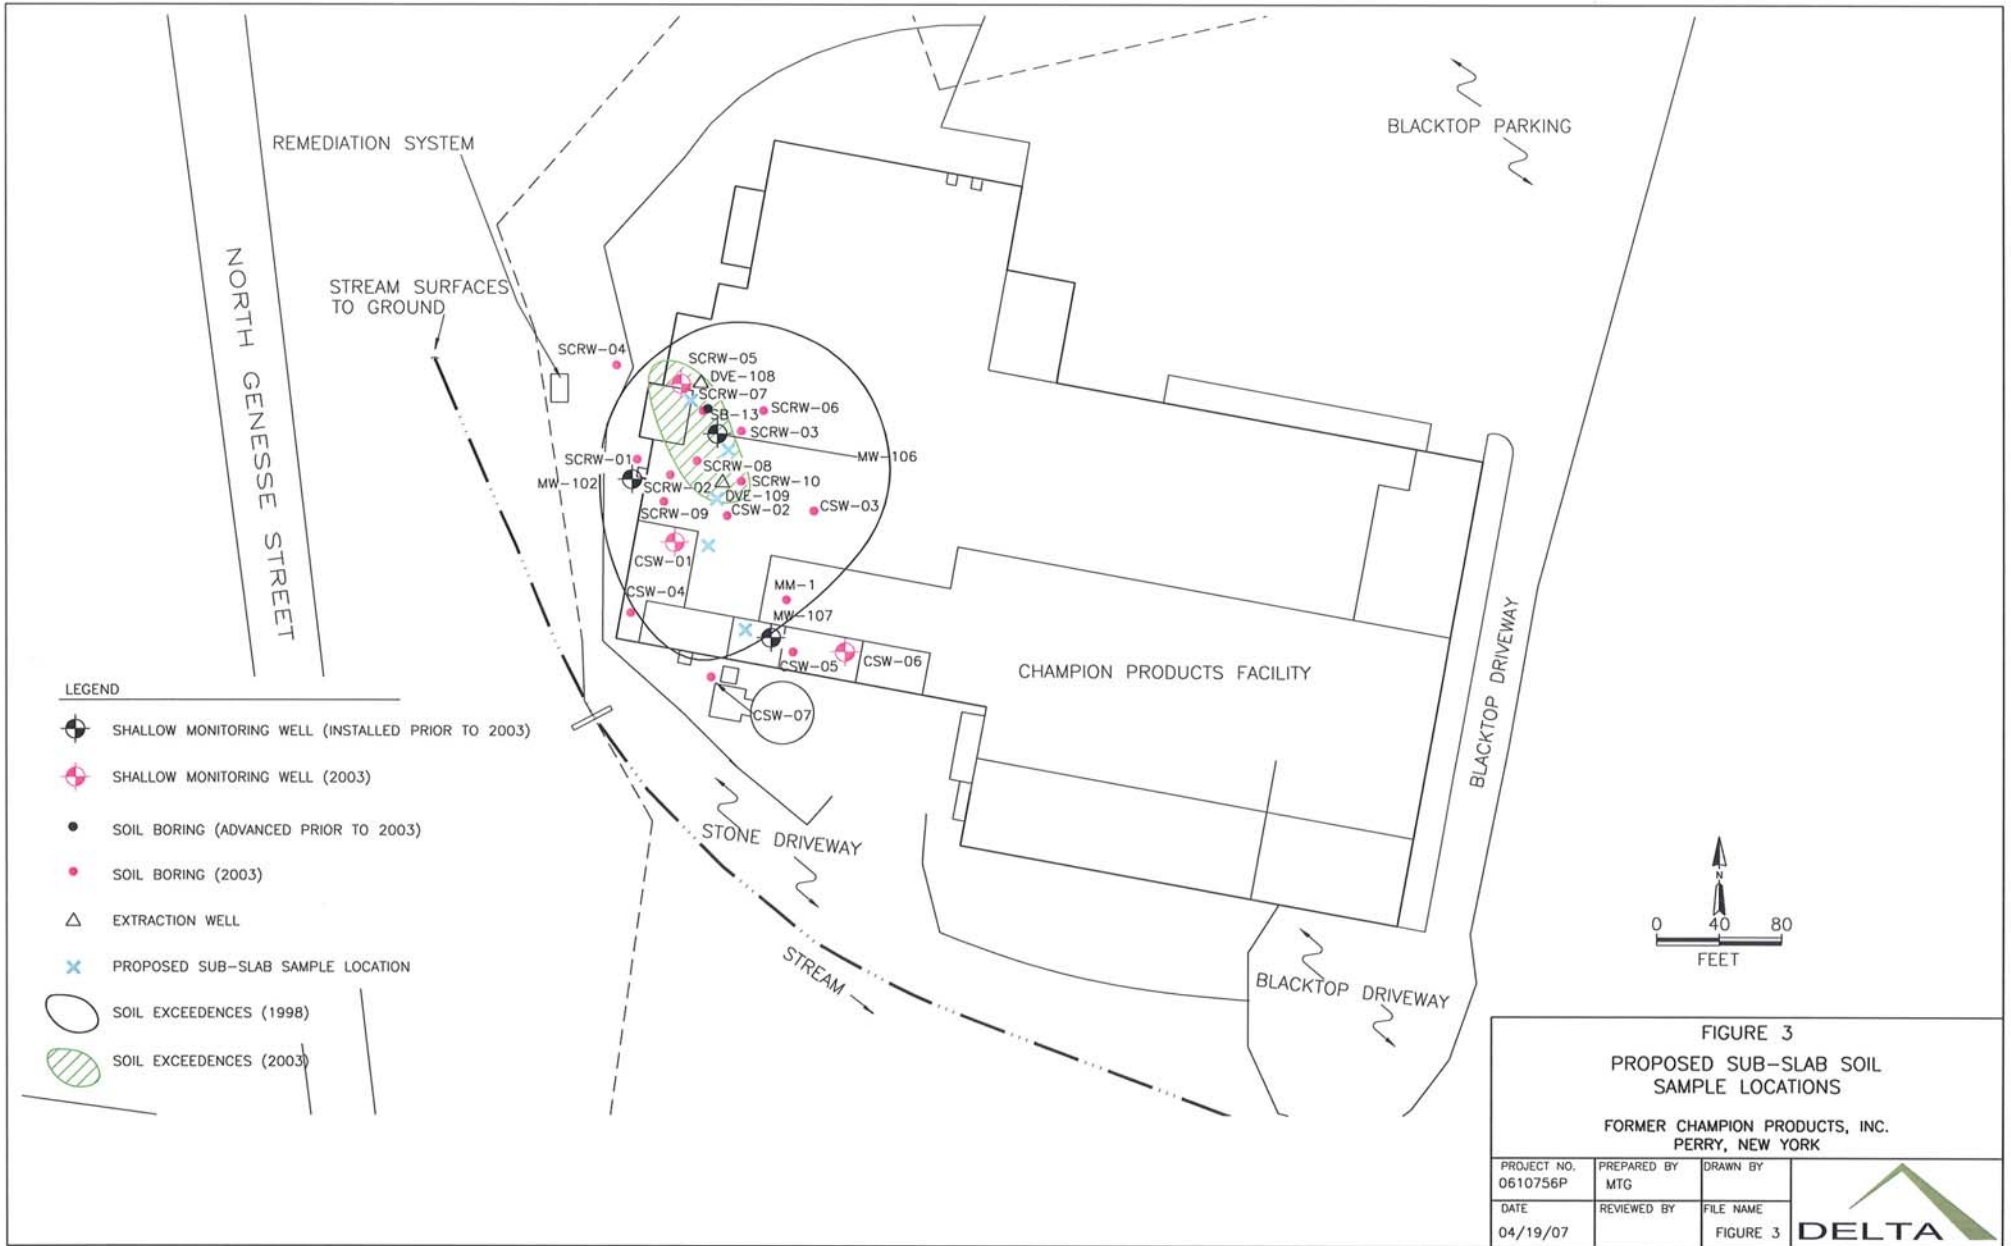 REMEDIATION SYSTEM
BLACKTOP PARKING
NORTH GENESSE STREET
STREAM SURFACES
TO GROUND
SCRW-04
SCRW-05
DVE-108
SCRW-07
SB-13
SCRW-06
SCRW-03
MW-106
SCRW-01
SCRW-08
MW-102
SCRW-02
SCRW-10
DVE-109
SCRW-09
CSW-02
CSW-03
CSW-01
CSW-04
MM-1
MW-107
CSW-05
CSW-06
CSW-07
CHAMPION PRODUCTS FACILITY
BLACKTOP DRIVEWAY
STONE DRIVEWAY
STREAM
BLACKTOP DRIVEWAY
LEGEND
SHALLOW MONITORING WELL (INSTALLED PRIOR TO 2003)
SHALLOW MONITORING WELL (2003)
SOIL BORING (ADVANCED PRIOR TO 2003)
SOIL BORING (2003)
EXTRACTION WELL
PROPOSED SUB-SLAB SAMPLE LOCATION
SOIL EXCEEDENCES (1998)
SOIL EXCEEDENCES (2003)
N
0 40 80
FEET
FIGURE 3
PROPOSED SUB-SLAB SOIL
SAMPLE LOCATIONS
FORMER CHAMPION PRODUCTS, INC.
PERRY, NEW YORK
PROJECT NO.
0610756P
PREPARED BY
MTG
DRAWN BY
DATE
04/19/07
REVIEWED BY
FILE NAME
FIGURE 3
DELTA